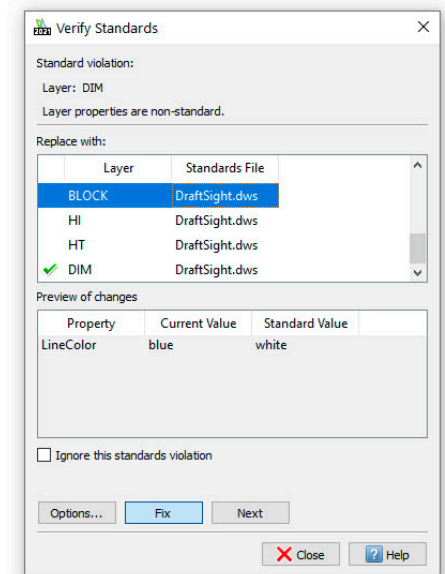 2021 Verify Standards
Standard violation:
Layer: DIM
Layer properties are non-standard.
Replace with:
Layer Standards File
BLOCK DraftSight.dws
HI DraftSight.dws
HT DraftSight.dws
DIM DraftSight.dws
Preview of changes
Property Current Value Standard Value
LineColor blue white
Ignore this standards violation
Options... Fix Next
Close ? Help